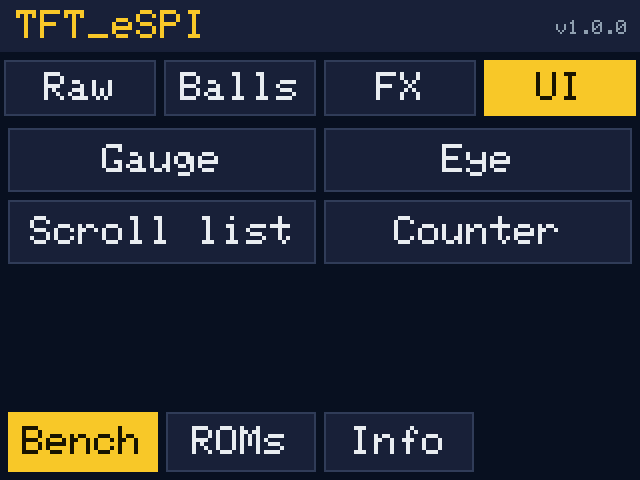 TFT_eSPI v1.0.0
Raw Balls FX UI
Gauge Eye
Scroll list Counter
Bench ROMs Info